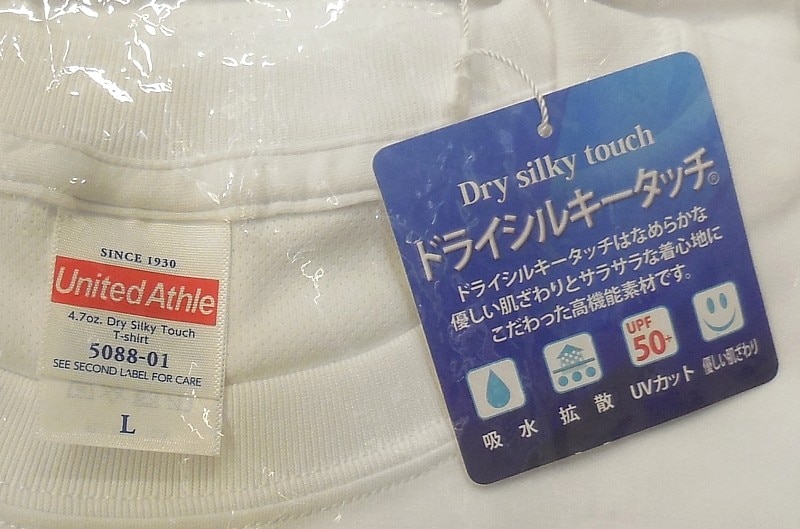 SINCE 1930
United Athle
4.7oz. Dry Silky Touch
T-shirt
5088-01
SEE SECOND LABEL FOR CARE
L
Dry silky touch
ドライシルキータッチ®
ドライシルキータッチはなめらかな
優しい肌ざわりとサラサラな着心地に
こだわった高機能素材です。
UPF
50+
吸水 拡散 UVカット 優しい肌ざわり